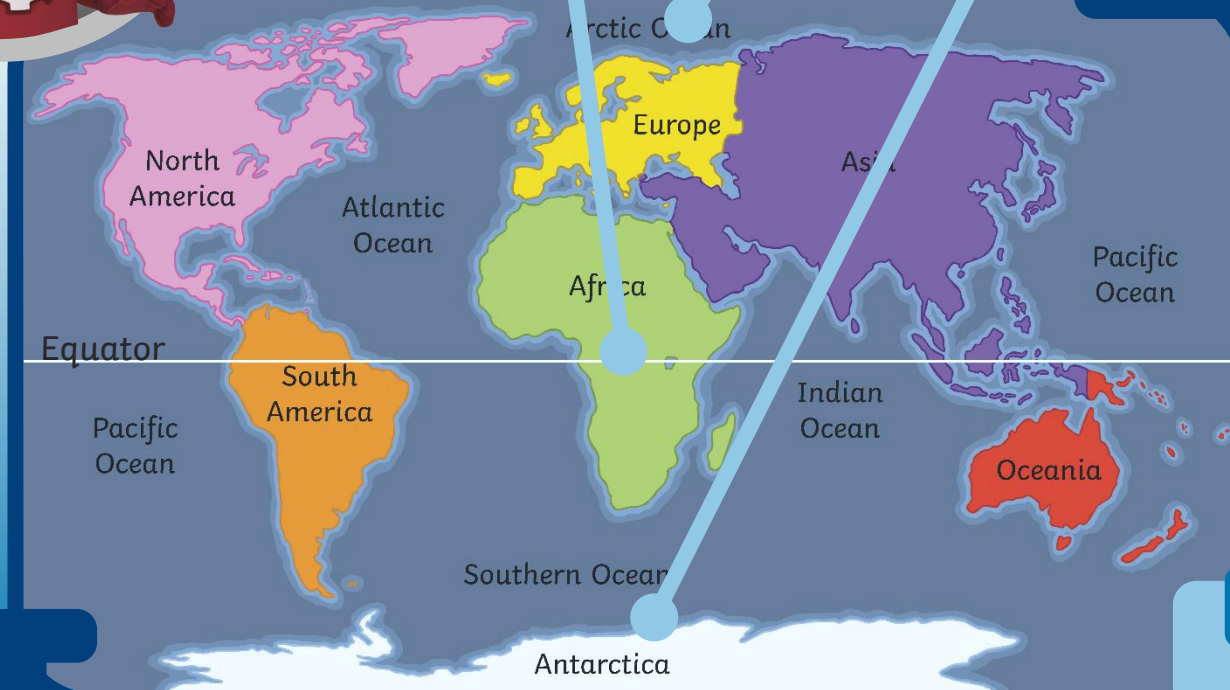 Arctic Ocean
Europe
North
America
Asia
Atlantic
Ocean
Pacific
Ocean
Africa
Equator
South
America
Indian
Ocean
Pacific
Ocean
Oceania
Southern Ocean
Antarctica